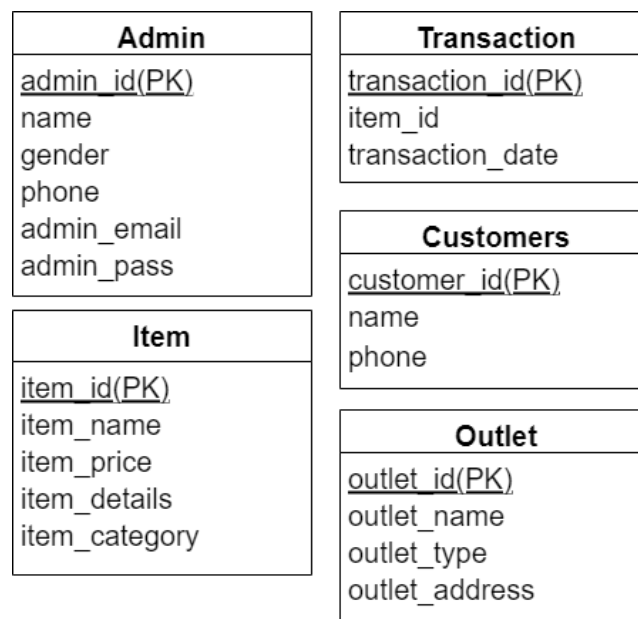 Admin
admin_id(PK)
name
gender
phone
admin_email
admin_pass
Item
item_id(PK)
item_name
item_price
item_details
item_category
Transaction
transaction_id(PK)
item_id
transaction_date
Customers
customer_id(PK)
name
phone
Outlet
outlet_id(PK)
outlet_name
outlet_type
outlet_address